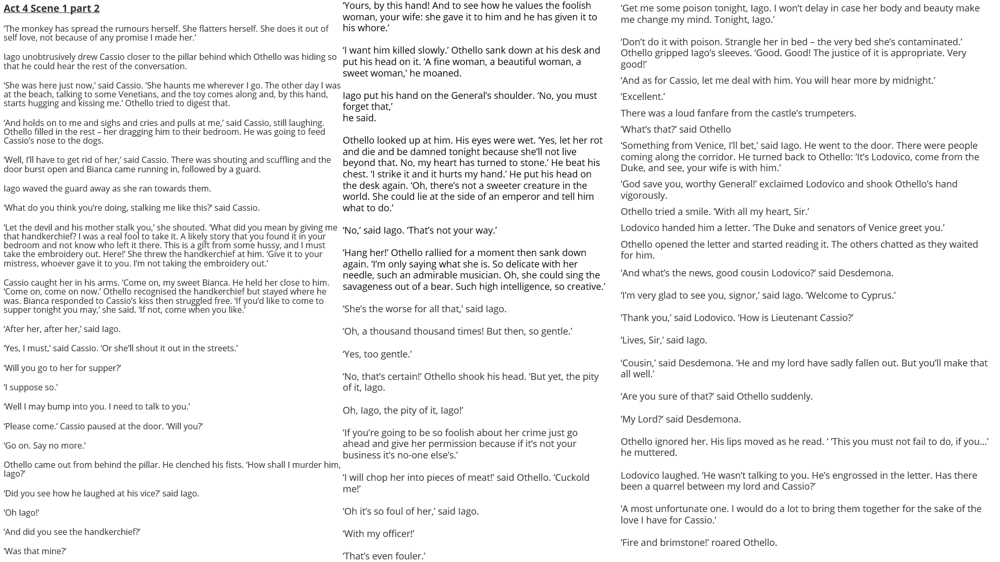 Act 4 Scene 1 part 2
‘The monkey has spread the rumours herself. She flatters herself. She does it out of
self love, not because of any promise I made her.’
Iago unobtrusively drew Cassio closer to the pillar behind which Othello was hiding so
that he could hear the rest of the conversation.
‘She was here just now,’ said Cassio. ‘She haunts me wherever I go. The other day I was
at the beach, talking to some Venetians, and the toy comes along and, by this hand,
starts hugging and kissing me.’ Othello tried to digest that.
‘And holds on to me and sighs and cries and pulls at me,’ said Cassio, still laughing.
Othello filled in the rest – her dragging him to their bedroom. He was going to feed
Cassio’s nose to the dogs.
‘Well, I’ll have to get rid of her,’ said Cassio. There was shouting and scuffling and the
door burst open and Bianca came running in, followed by a guard.
Iago waved the guard away as she ran towards them.
‘What do you think you’re doing, stalking me like this?’ said Cassio.
‘Let the devil and his mother stalk you,’ she shouted. ‘What did you mean by giving me
that handkerchief? I was a real fool to take it. A likely story that you found it in your
bedroom and not know who left it there. This is a gift from some hussy, and I must
take the embroidery out. Here!’ She threw the handkerchief at him. ‘Give it to your
mistress, whoever gave it to you. I’m not taking the embroidery out.’
Cassio caught her in his arms. ‘Come on, my sweet Bianca. He held her close to him.
‘Come on, come on now.’ Othello recognised the handkerchief but stayed where he
was. Bianca responded to Cassio’s kiss then struggled free. ‘If you’d like to come to
supper tonight you may,’ she said. ‘If not, come when you like.’
‘After her, after her,’ said Iago.
‘Yes, I must,’ said Cassio. ‘Or she’ll shout it out in the streets.’
‘Will you go to her for supper?’
‘I suppose so.’
‘Well I may bump into you. I need to talk to you.’
‘Please come.’ Cassio paused at the door. ‘Will you?’
‘Go on. Say no more.’
Othello came out from behind the pillar. He clenched his fists. ‘How shall I murder him,
Iago?’
‘Did you see how he laughed at his vice?’ said Iago.
‘Oh Iago!’
‘And did you see the handkerchief?’
‘Was that mine?’
‘Yours, by this hand! And to see how he values the foolish
woman, your wife: she gave it to him and he has given it to
his whore.’
‘I want him killed slowly.’ Othello sank down at his desk and
put his head on it. ‘A fine woman, a beautiful woman, a
sweet woman,’ he moaned.
Iago put his hand on the General’s shoulder. ‘No, you must
forget that,’
he said.
Othello looked up at him. His eyes were wet. ‘Yes, let her rot
and die and be damned tonight because she’ll not live
beyond that. No, my heart has turned to stone.’ He beat his
chest. ‘I strike it and it hurts my hand.’ He put his head on
the desk again. ‘Oh, there’s not a sweeter creature in the
world. She could lie at the side of an emperor and tell him
what to do.’
‘No,’ said Iago. ‘That’s not your way.’
‘Hang her!’ Othello rallied for a moment then sank down
again. ‘I’m only saying what she is. So delicate with her
needle, such an admirable musician. Oh, she could sing the
savageness out of a bear. Such high intelligence, so creative.’
‘She’s the worse for all that,’ said Iago.
‘Oh, a thousand thousand times! But then, so gentle.’
‘Yes, too gentle.’
‘No, that’s certain!’ Othello shook his head. ‘But yet, the pity
of it, Iago.
Oh, Iago, the pity of it, Iago!’
‘If you’re going to be so foolish about her crime just go
ahead and give her permission because if it’s not your
business it’s no-one else’s.’
‘I will chop her into pieces of meat!’ said Othello. ‘Cuckold
me!’
‘Oh it’s so foul of her,’ said Iago.
‘With my officer!’
‘That’s even fouler.’
‘Get me some poison tonight, Iago. I won’t delay in case her body and beauty make
me change my mind. Tonight, Iago.’
‘Don’t do it with poison. Strangle her in bed – the very bed she’s contaminated.’
Othello gripped Iago’s sleeves. ‘Good. Good! The justice of it is appropriate. Very
good!’
‘And as for Cassio, let me deal with him. You will hear more by midnight.’
‘Excellent.’
There was a loud fanfare from the castle’s trumpeters.
‘What’s that?’ said Othello
‘Something from Venice, I’ll bet,’ said Iago. He went to the door. There were people
coming along the corridor. He turned back to Othello: ‘It’s Lodovico, come from the
Duke, and see, your wife is with him.’
‘God save you, worthy General!’ exclaimed Lodovico and shook Othello’s hand
vigorously.
Othello tried a smile. ‘With all my heart, Sir.’
Lodovico handed him a letter. ‘The Duke and senators of Venice greet you.’
Othello opened the letter and started reading it. The others chatted as they waited
for him.
‘And what’s the news, good cousin Lodovico?’ said Desdemona.
‘I’m very glad to see you, signor,’ said Iago. ‘Welcome to Cyprus.’
‘Thank you,’ said Lodovico. ‘How is Lieutenant Cassio?’
‘Lives, Sir,’ said Iago.
‘Cousin,’ said Desdemona. ‘He and my lord have sadly fallen out. But you’ll make that
all well.’
‘Are you sure of that?’ said Othello suddenly.
‘My Lord?’ said Desdemona.
Othello ignored her. His lips moved as he read. ‘ ‘This you must not fail to do, if you…’
he muttered.
Lodovico laughed. ‘He wasn’t talking to you. He’s engrossed in the letter. Has there
been a quarrel between my lord and Cassio?’
‘A most unfortunate one. I would do a lot to bring them together for the sake of the
love I have for Cassio.’
‘Fire and brimstone!’ roared Othello.